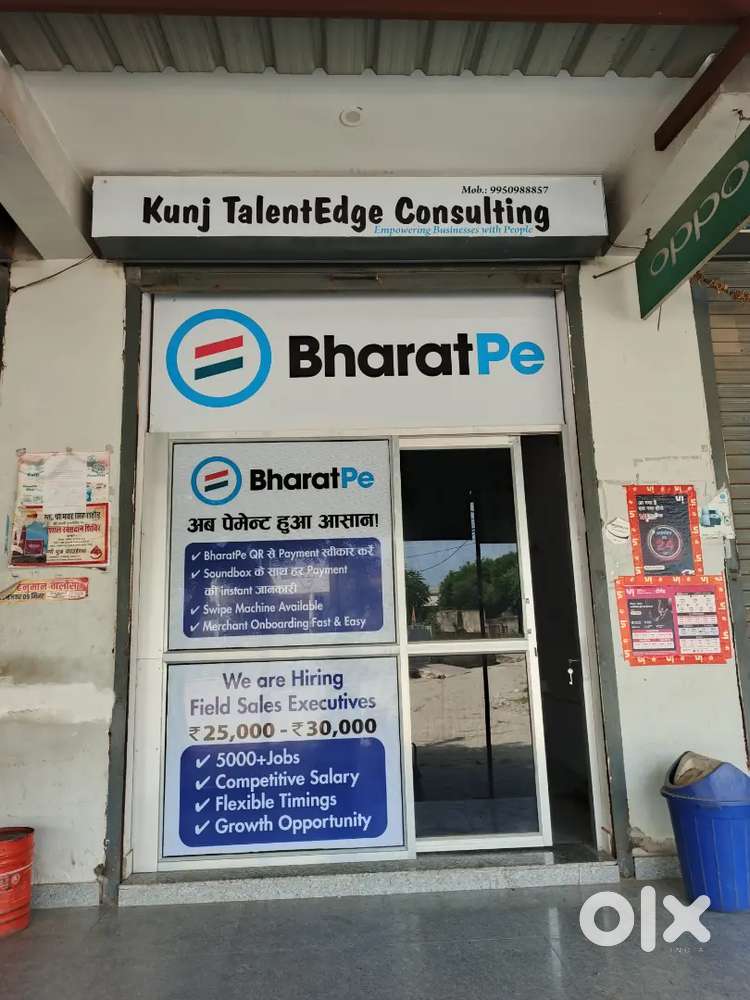 Mob.: 9950988857
Kunj TalentEdge Consulting
Empowering Businesses with People
oppo
BharatPe
BharatPe
अब पेमेन्ट हुआ आसान!
✓ BharatPe QR से Payment स्वीकार करें
✓ Soundbox के साथ हर Payment
की instant जानकारी
✓ Swipe Machine Available
✓ Merchant Onboarding Fast & Easy
We are Hiring
Field Sales Executives
₹25,000 - ₹30,000
✓ 5000+Jobs
✓ Competitive Salary
✓ Flexible Timings
✓ Growth Opportunity
olx
INDIA